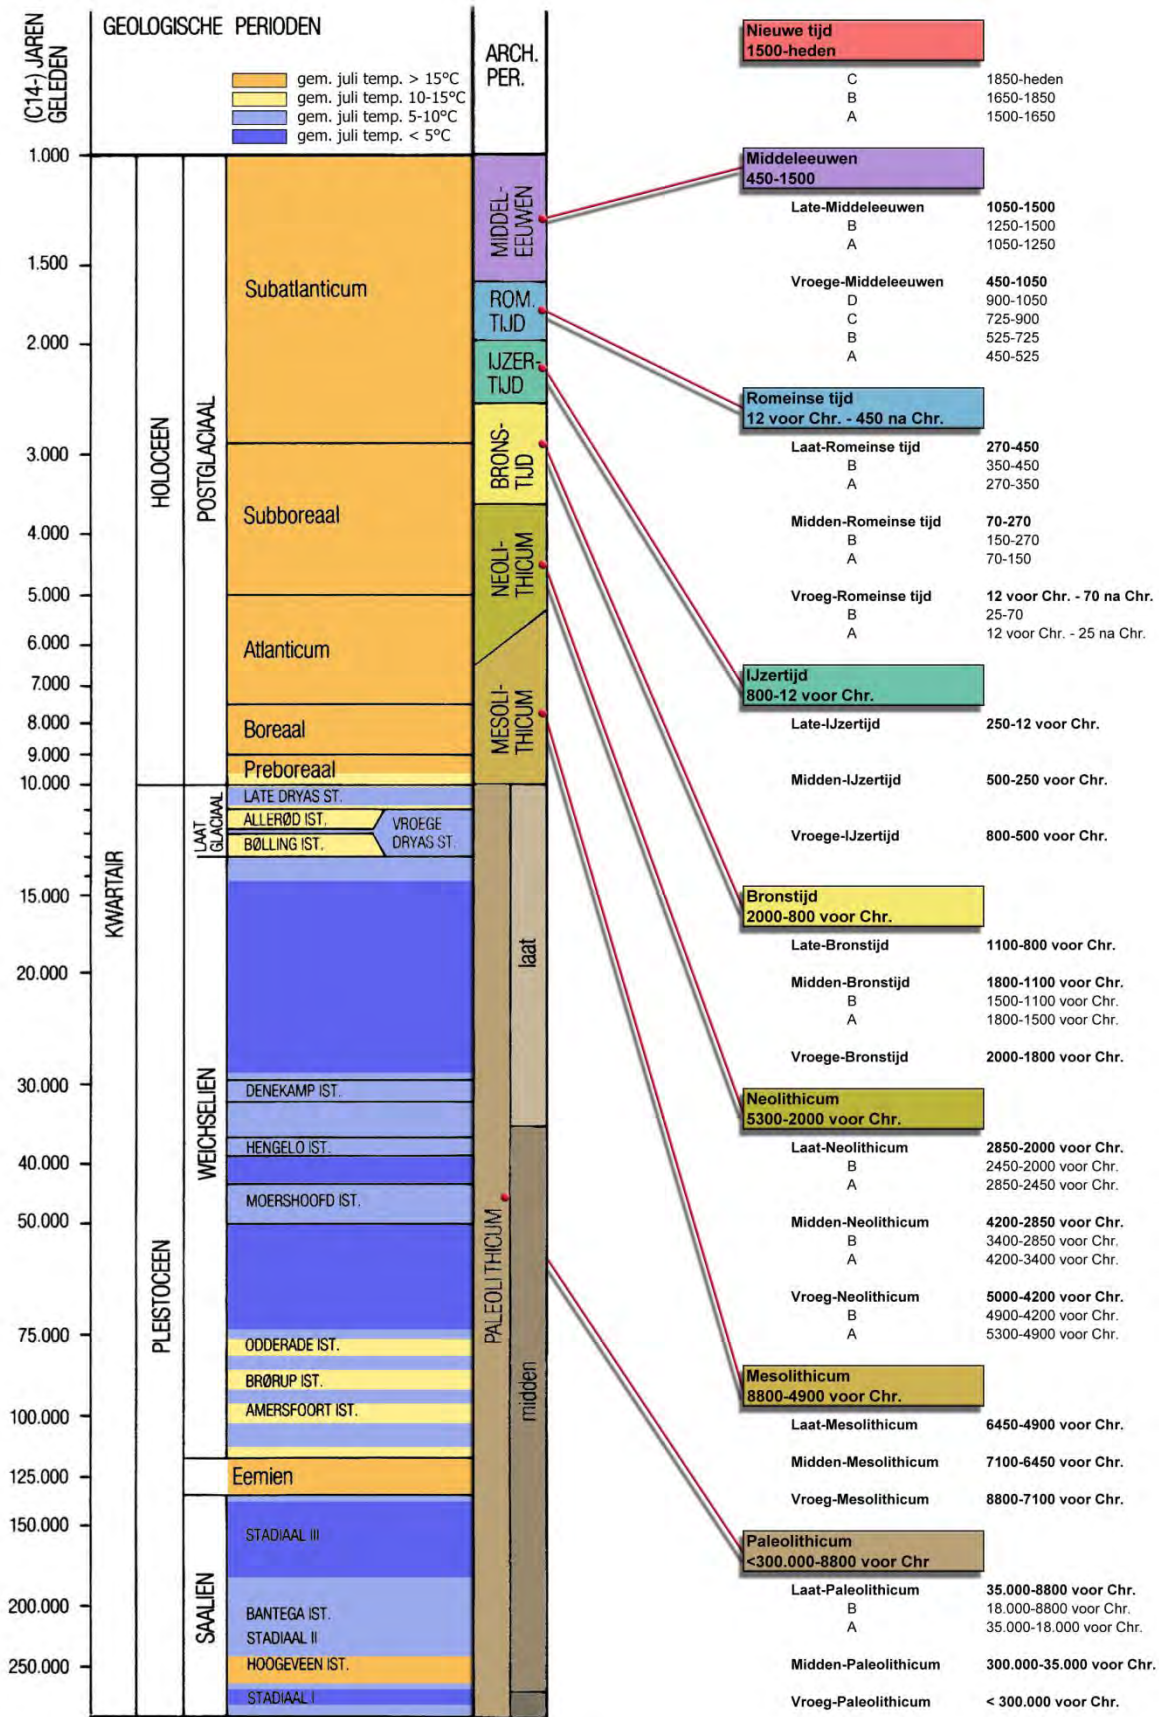 (C14-) JAREN
GELEDEN
GEOLOGISCHE PERIODEN
gem. juli temp. > 15°C
gem. juli temp. 10-15°C
gem. juli temp. 5-10°C
gem. juli temp. < 5°C
ARCH.
PER.
1.000
1.500
2.000
3.000
4.000
5.000
6.000
7.000
8.000
9.000
10.000
15.000
20.000
30.000
40.000
50.000
75.000
100.000
125.000
150.000
200.000
250.000
KWARTAIR
HOLOCEEN
PLEISTOCEEN
POSTGLACIAAL
LAAT
GLACIAAL
WEICHSELIEN
SAALIEN
Subatlanticum
Subboreaal
Atlanticum
Boreaal
Preboreaal
LATE DRYAS ST.
ALLERØD IST.
VROEGE
DRYAS ST.
BØLLING IST.
DENEKAMP IST.
HENGELO IST.
MOERSHOOFD IST.
ODDERADE IST.
BRØRUP IST.
AMERSFOORT IST.
Eemien
STADIAAL III
BANTEGA IST.
STADIAAL II
HOOGEVEEN IST.
STADIAAL I
MIDDEL-
EEUWEN
ROM.
TIJD
IJZER-
TIJD
BRONS-
TIJD
NEOLI-
THICUM
MESOLI-
THICUM
PALEOLITHICUM
laat
midden
Nieuwe tijd
1500-heden
C 1850-heden
B 1650-1850
A 1500-1650
Middeleeuwen
450-1500
Late-Middeleeuwen 1050-1500
B 1250-1500
A 1050-1250
Vroege-Middeleeuwen 450-1050
D 900-1050
C 725-900
B 525-725
A 450-525
Romeinse tijd
12 voor Chr. - 450 na Chr.
Laat-Romeinse tijd 270-450
B 350-450
A 270-350
Midden-Romeinse tijd 70-270
B 150-270
A 70-150
Vroeg-Romeinse tijd 12 voor Chr. - 70 na Chr.
B 25-70
A 12 voor Chr. - 25 na Chr.
IJzertijd
800-12 voor Chr.
Late-IJzertijd 250-12 voor Chr.
Midden-IJzertijd 500-250 voor Chr.
Vroege-IJzertijd 800-500 voor Chr.
Bronstijd
2000-800 voor Chr.
Late-Bronstijd 1100-800 voor Chr.
Midden-Bronstijd 1800-1100 voor Chr.
B 1500-1100 voor Chr.
A 1800-1500 voor Chr.
Vroege-Bronstijd 2000-1800 voor Chr.
Neolithicum
5300-2000 voor Chr.
Laat-Neolithicum 2850-2000 voor Chr.
B 2450-2000 voor Chr.
A 2850-2450 voor Chr.
Midden-Neolithicum 4200-2850 voor Chr.
B 3400-2850 voor Chr.
A 4200-3400 voor Chr.
Vroeg-Neolithicum 5000-4200 voor Chr.
B 4900-4200 voor Chr.
A 5300-4900 voor Chr.
Mesolithicum
8800-4900 voor Chr.
Laat-Mesolithicum 6450-4900 voor Chr.
Midden-Mesolithicum 7100-6450 voor Chr.
Vroeg-Mesolithicum 8800-7100 voor Chr.
Paleolithicum
<300.000-8800 voor Chr
Laat-Paleolithicum 35.000-8800 voor Chr.
B 18.000-8800 voor Chr.
A 35.000-18.000 voor Chr.
Midden-Paleolithicum 300.000-35.000 voor Chr.
Vroeg-Paleolithicum < 300.000 voor Chr.